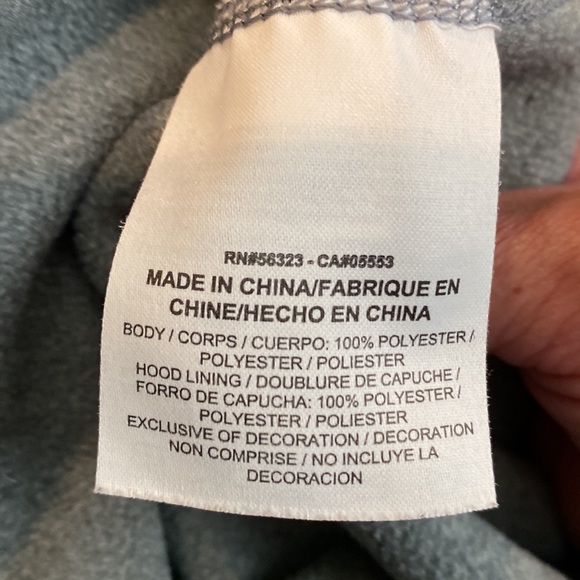 RN#56323 - CA#05553
MADE IN CHINA/FABRIQUE EN
CHINE/HECHO EN CHINA
BODY / CORPS / CUERPO: 100% POLYESTER /
POLYESTER / POLIESTER
HOOD LINING / DOUBLURE DE CAPUCHE /
FORRO DE CAPUCHA: 100% POLYESTER /
POLYESTER / POLIESTER
EXCLUSIVE OF DECORATION / DECORATION
NON COMPRISE / NO INCLUYE LA
DECORACION